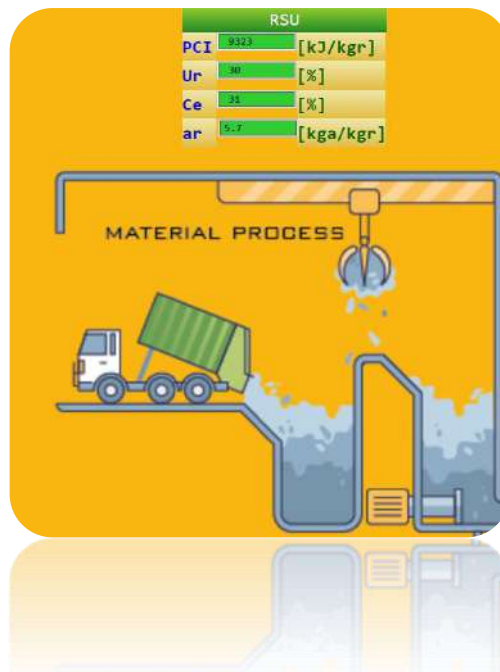 RSU
PCI 9323 [kJ/kgr]
Ur 30 [%]
Ce 31 [%]
ar 5.7 [kga/kgr]
MATERIAL PROCESS